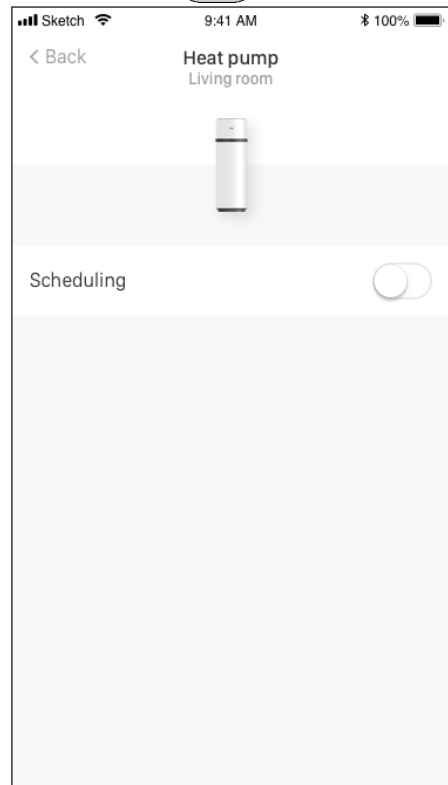 Sketch 9:41 AM 100%
< Back
Heat pump
Living room
Scheduling